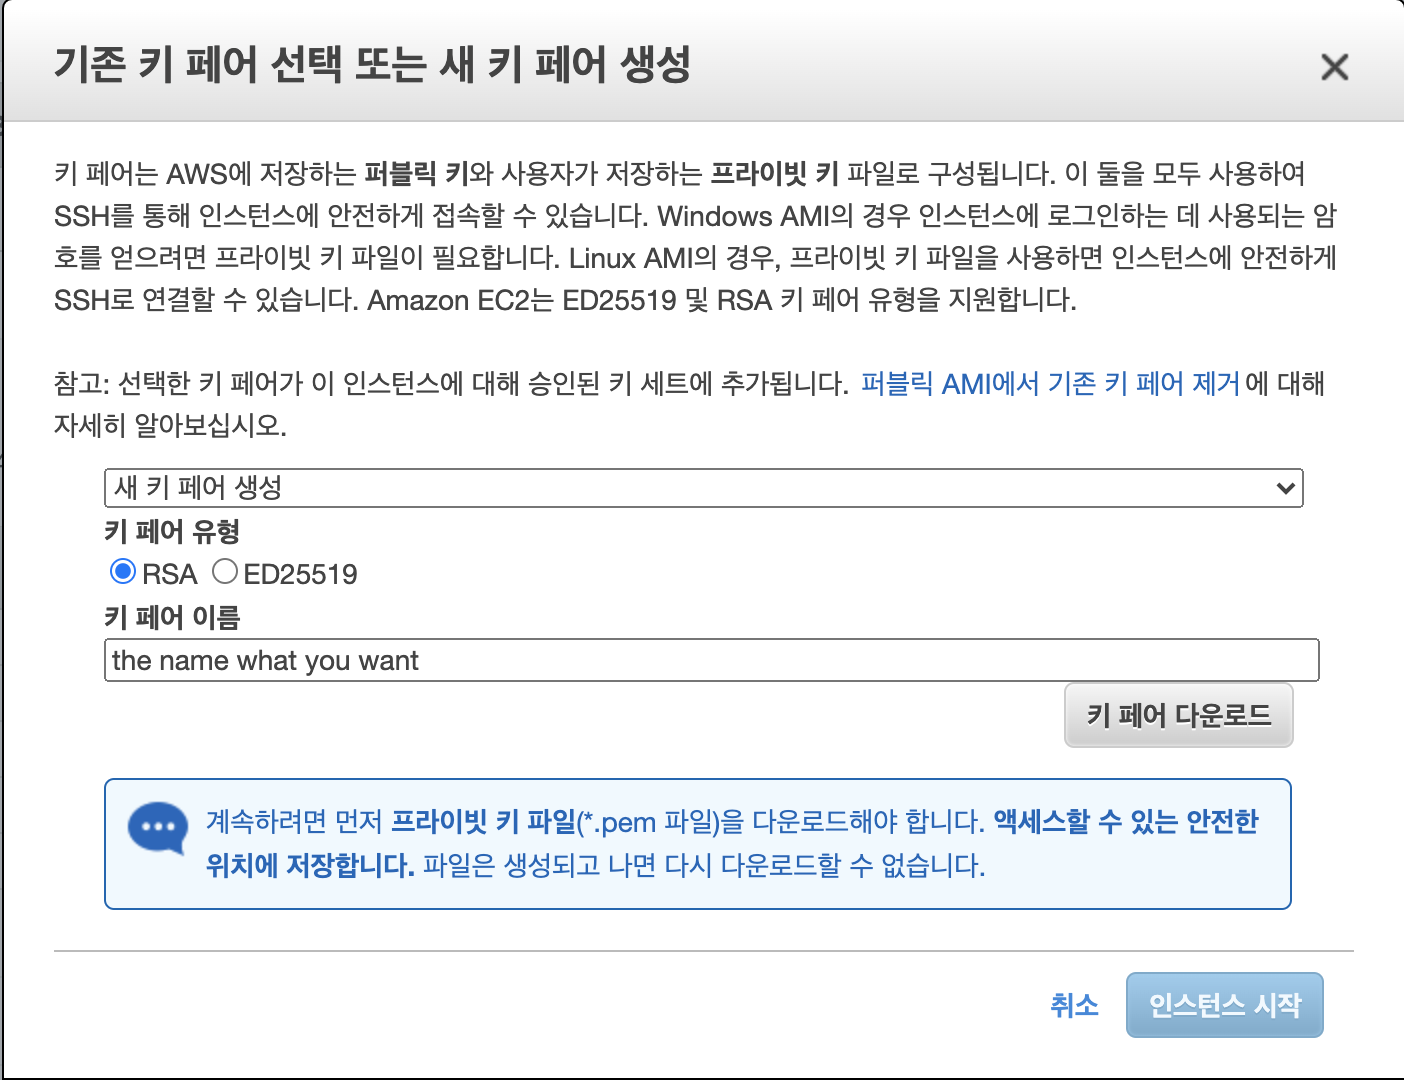 기존 키 페어 선택 또는 새 키 페어 생성
키 페어는 AWS에 저장하는 퍼블릭 키와 사용자가 저장하는 프라이빗 키 파일로 구성됩니다. 이 둘을 모두 사용하여
SSH를 통해 인스턴스에 안전하게 접속할 수 있습니다. Windows AMI의 경우 인스턴스에 로그인하는 데 사용되는 암
호를 얻으려면 프라이빗 키 파일이 필요합니다. Linux AMI의 경우, 프라이빗 키 파일을 사용하면 인스턴스에 안전하게
SSH로 연결할 수 있습니다. Amazon EC2는 ED25519 및 RSA 키 페어 유형을 지원합니다.
참고: 선택한 키 페어가 이 인스턴스에 대해 승인된 키 세트에 추가됩니다. 퍼블릭 AMI에서 기존 키 페어 제거에 대해
자세히 알아보십시오.
새 키 페어 생성
키 페어 유형
RSA ED25519
키 페어 이름
the name what you want
키 페어 다운로드
계속하려면 먼저 프라이빗 키 파일(*.pem 파일)을 다운로드해야 합니다. 액세스할 수 있는 안전한
위치에 저장합니다. 파일은 생성되고 나면 다시 다운로드할 수 없습니다.
취소 인스턴스 시작